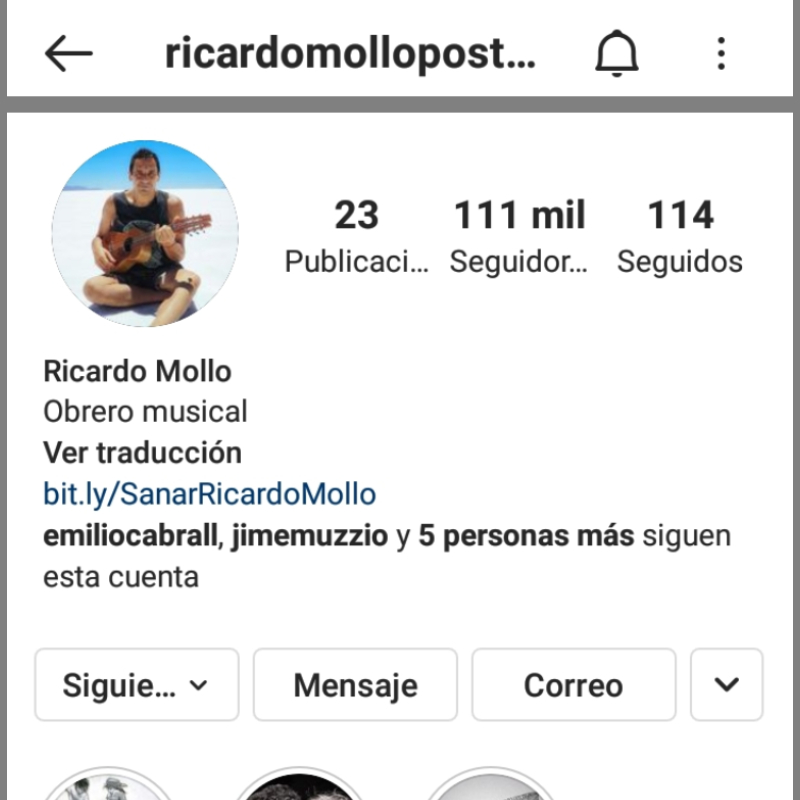 ricardomollopost...
23 111 mil 114
Publicaci... Seguidor... Seguidos
Ricardo Mollo
Obrero musical
Ver traducción
bit.ly/SanarRicardoMollo
emiliocabrall, jimemuzzio y 5 personas más siguen
esta cuenta
Siguie... Mensaje Correo